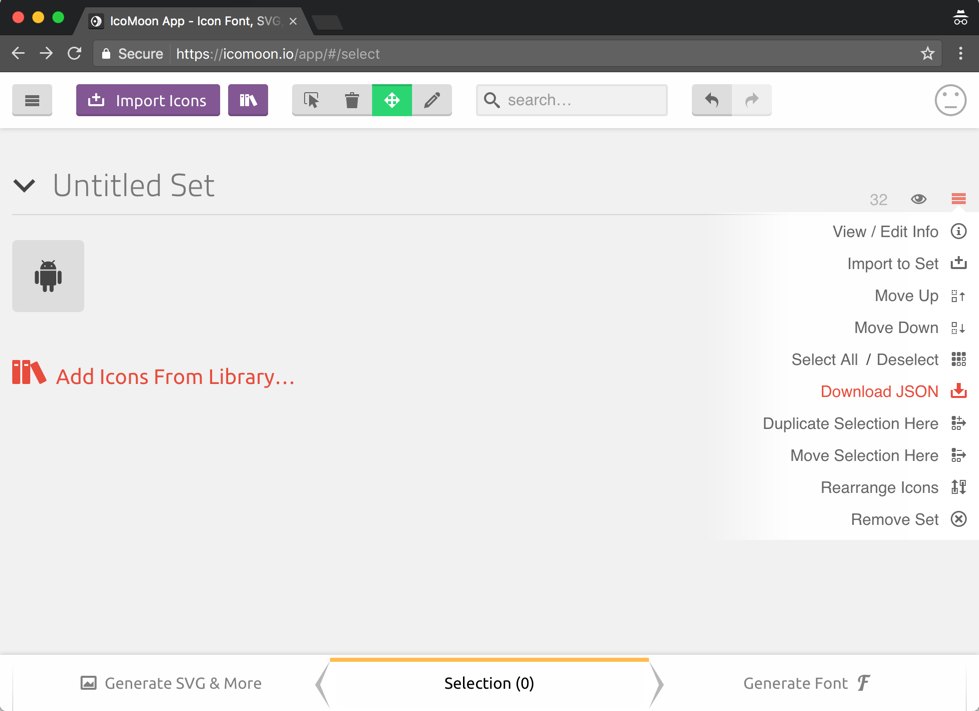 IcoMoon App - Icon Font, SVG
Secure https://icomoon.io/app/#/select
Import Icons search...
Untitled Set
32
View / Edit Info
Import to Set
Move Up
Move Down
Select All / Deselect
Add Icons From Library...
Download JSON
Duplicate Selection Here
Move Selection Here
Rearrange Icons
Remove Set
Generate SVG & More Selection (0) Generate Font